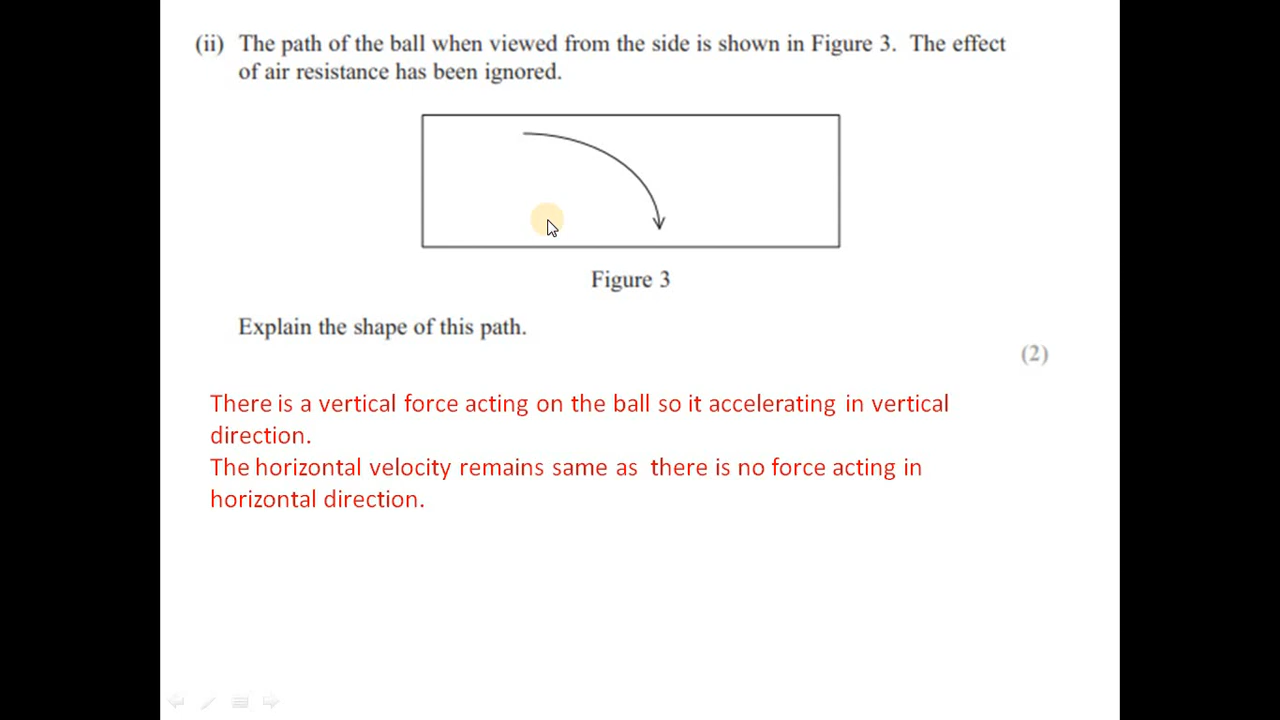 (ii) The path of the ball when viewed from the side is shown in Figure 3. The effect
of air resistance has been ignored.
Figure 3
Explain the shape of this path.
(2)
There is a vertical force acting on the ball so it accelerating in vertical
direction.
The horizontal velocity remains same as there is no force acting in
horizontal direction.